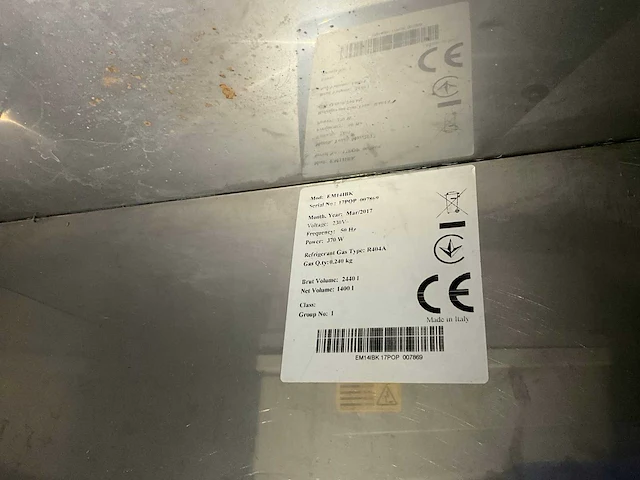 Mod: EM14IBK
Serial No: 17POP 007869
Month, Year: Mar/2017
Voltage: 230V~
Frequency: 50 Hz
Power: 370 W
Refrigerant Gas Type: R404A
Gas Q.ty: 0.240 kg
Brut Volume: 2440 l
Net Volume: 1400 l
Class:
Group No: 1
CE
Made in Italy
EM14IBK 17POP 007869